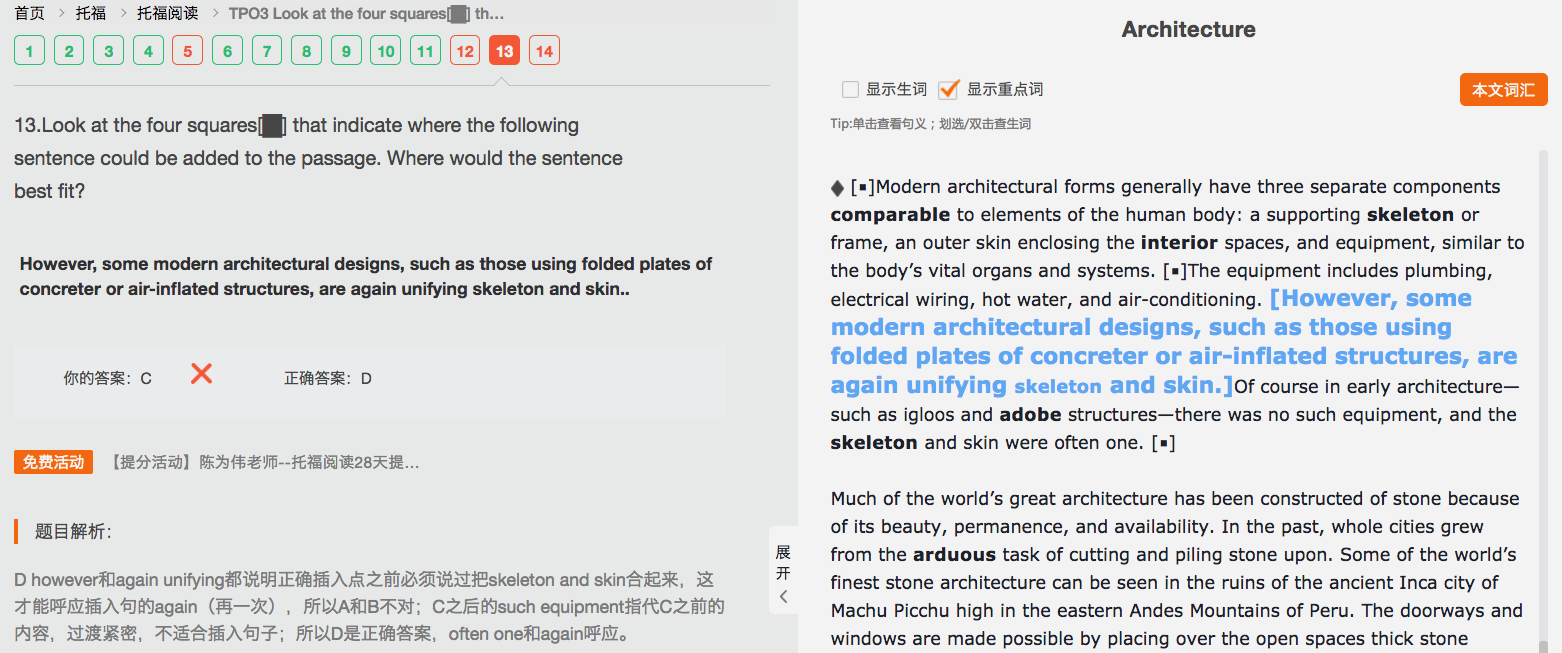 首页 > 托福 > 托福阅读 > TPO3 Look at the four squares[█] th...
1 2 3 4 5 6 7 8 9 10 11 12 13 14
13.Look at the four squares[██] that indicate where the following
sentence could be added to the passage. Where would the sentence
best fit?
However, some modern architectural designs, such as those using folded plates of
concreter or air-inflated structures, are again unifying skeleton and skin..
你的答案：C 正确答案：D
免费活动 【提分活动】陈为伟老师--托福阅读28天提...
题目解析：
D however和again unifying都说明正确插入点之前必须说过把skeleton and skin合起来，这
才能呼应插入句的again（再一次），所以A和B不对；C之后的such equipment指代C之前的
内容，过渡紧密，不适合插入句子；所以D是正确答案，often one和again呼应。
展
开
Architecture
显示生词 显示重点词
本文词汇
Tip:单击查看句义；划选/双击查生词
◆ [▪]Modern architectural forms generally have three separate components
comparable to elements of the human body: a supporting skeleton or
frame, an outer skin enclosing the interior spaces, and equipment, similar to
the body’s vital organs and systems. [▪]The equipment includes plumbing,
electrical wiring, hot water, and air-conditioning. [However, some
modern architectural designs, such as those using
folded plates of concreter or air-inflated structures, are
again unifying skeleton and skin.]Of course in early architecture—
such as igloos and adobe structures—there was no such equipment, and the
skeleton and skin were often one. [▪]
Much of the world’s great architecture has been constructed of stone because
of its beauty, permanence, and availability. In the past, whole cities grew
from the arduous task of cutting and piling stone upon. Some of the world’s
finest stone architecture can be seen in the ruins of the ancient Inca city of
Machu Picchu high in the eastern Andes Mountains of Peru. The doorways and
windows are made possible by placing over the open spaces thick stone